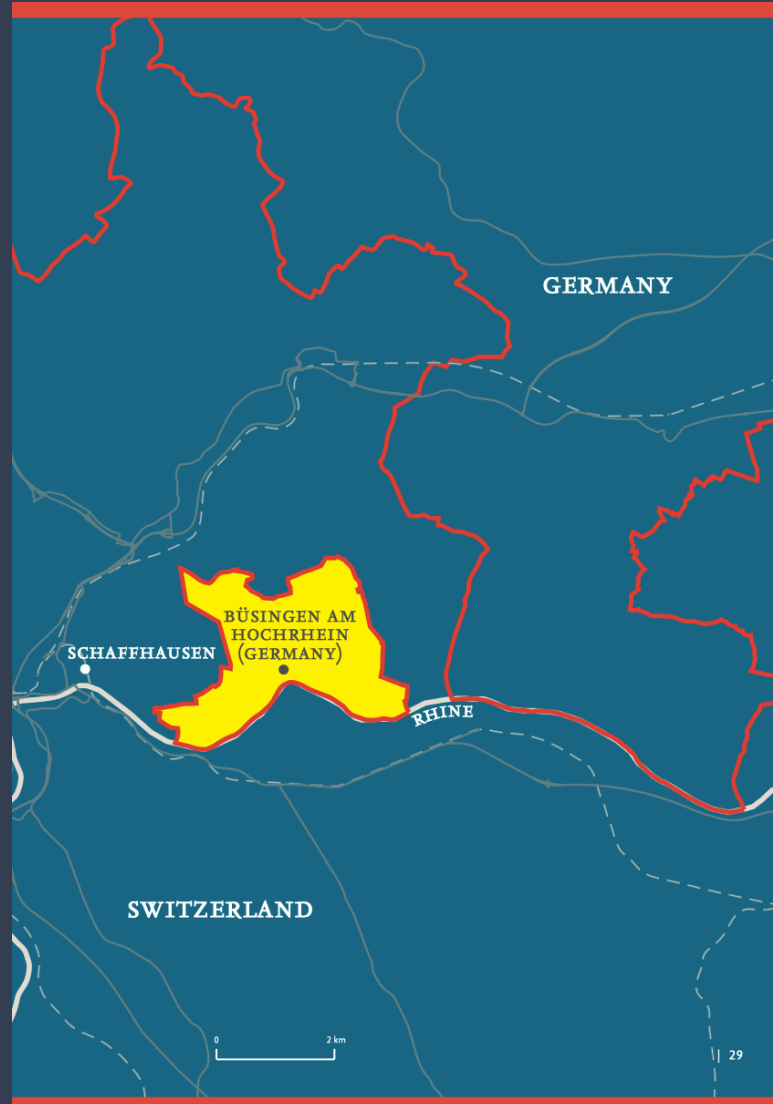 GERMANY
BÜSINGEN AM
HOCHRHEIN
(GERMANY)
SCHAFFHAUSEN
RHINE
SWITZERLAND
0 2 km
| 29